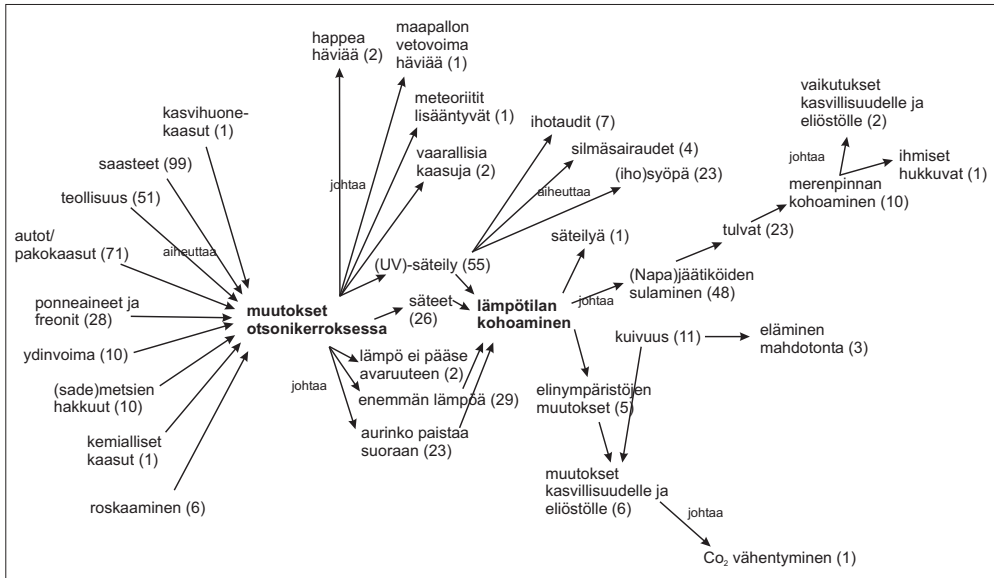 happea
häviää (2)
maapallon
vetovoima
häviää (1)
meteoriitit
lisääntyvät (1)
vaarallisia
kaasuja (2)
johtaa
kasvihuone-
kaasut (1)
saasteet (99)
teollisuus (51)
aiheuttaa
autot/
pakokaasut (71)
ponneaineet ja
freonit (28)
ydinvoima (10)
(sade)metsien
hakkuut (10)
kemialliset
kaasut (1)
roskaaminen (6)
muutokset
otsonikerroksessa
johtaa
(UV)-säteily (55)
säteet
(26)
lämpö ei pääse
avaruuteen (2)
enemmän lämpöä (29)
aurinko paistaa
suoraan (23)
ihotaudit (7)
silmäsairaudet (4)
aiheuttaa
(iho)syöpä (23)
säteilyä (1)
lämpötilan
kohoaminen
johtaa
(Napa)jäätiköiden
sulaminen (48)
tulvat (23)
merenpinnan
kohoaminen (10)
johtaa
vaikutukset
kasvillisuudelle ja
eliöstölle
(2)
ihmiset
hukkuvat (1)
kuivuus (11)
eläminen
mahdotonta (3)
elinympäristöjen
muutokset (5)
muutokset
kasvillisuudelle ja
eliöstölle (6)
johtaa
Co₂ vähentyminen (1)